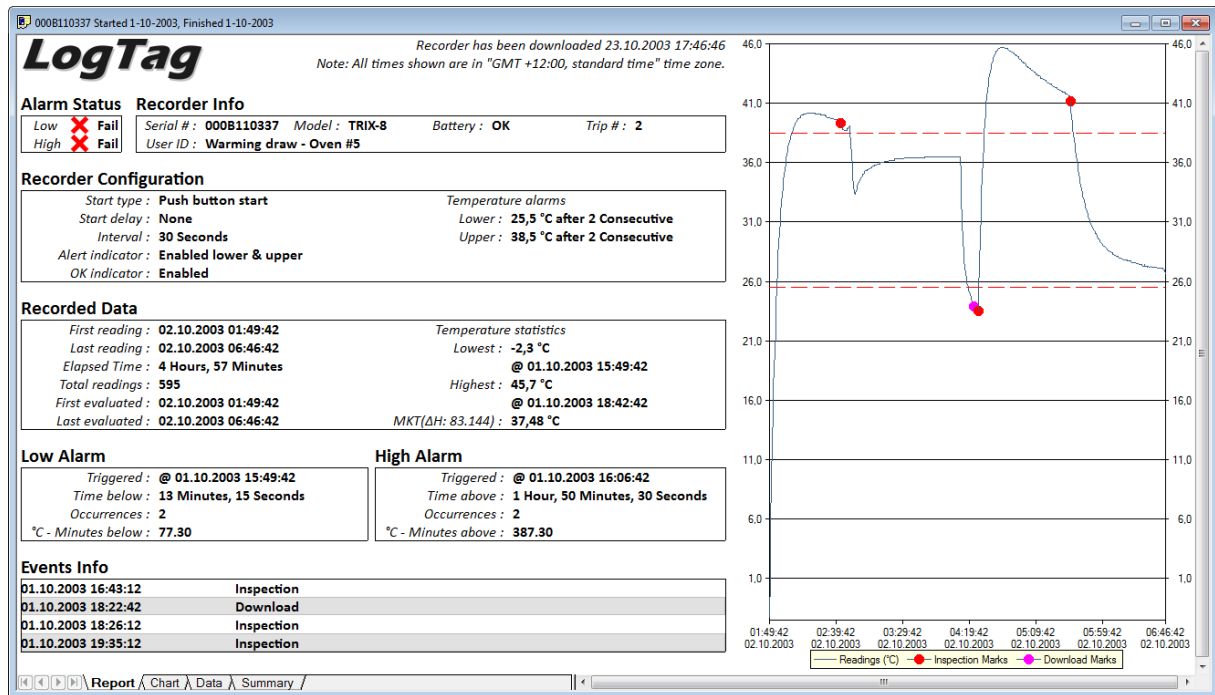 000B110337 Started 1-10-2003, Finished 1-10-2003
LogTag
Recorder has been downloaded 23.10.2003 17:46:46
Note: All times shown are in "GMT +12:00, standard time" time zone.
Alarm Status Recorder Info
Low Fail Serial # : 000B110337 Model : TRIX-8 Battery : OK Trip # : 2
High Fail User ID : Warming draw - Oven #5
Recorder Configuration
Start type : Push button start Temperature alarms
Start delay : None Lower : 25,5 °C after 2 Consecutive
Interval : 30 Seconds Upper : 38,5 °C after 2 Consecutive
Alert indicator : Enabled lower & upper
OK indicator : Enabled
Recorded Data
First reading : 02.10.2003 01:49:42 Temperature statistics
Last reading : 02.10.2003 06:46:42 Lowest : -2,3 °C
Elapsed Time : 4 Hours, 57 Minutes @ 01.10.2003 15:49:42
Total readings : 595 Highest : 45,7 °C
First evaluated : 02.10.2003 01:49:42 @ 01.10.2003 18:42:42
Last evaluated : 02.10.2003 06:46:42 MKT(ΔH: 83.144) : 37,48 °C
Low Alarm High Alarm
Triggered : @ 01.10.2003 15:49:42 Triggered : @ 01.10.2003 16:06:42
Time below : 13 Minutes, 15 Seconds Time above : 1 Hour, 50 Minutes, 30 Seconds
Occurrences : 2 Occurrences : 2
°C - Minutes below : 77.30 °C - Minutes above : 387.30
Events Info
01.10.2003 16:43:12 Inspection
01.10.2003 18:22:42 Download
01.10.2003 18:26:12 Inspection
01.10.2003 19:35:12 Inspection
46,0 46,0
41,0 41,0
36,0 36,0
31,0 31,0
26,0 26,0
21,0 21,0
16,0 16,0
11,0 11,0
6,0 6,0
1,0 1,0
01:49:42 02:39:42 03:29:42 04:19:42 05:09:42 05:59:42 06:46:42
02.10.2003 02.10.2003 02.10.2003 02.10.2003 02.10.2003 02.10.2003 02.10.2003
Readings (°C) Inspection Marks Download Marks
Report Chart Data Summary